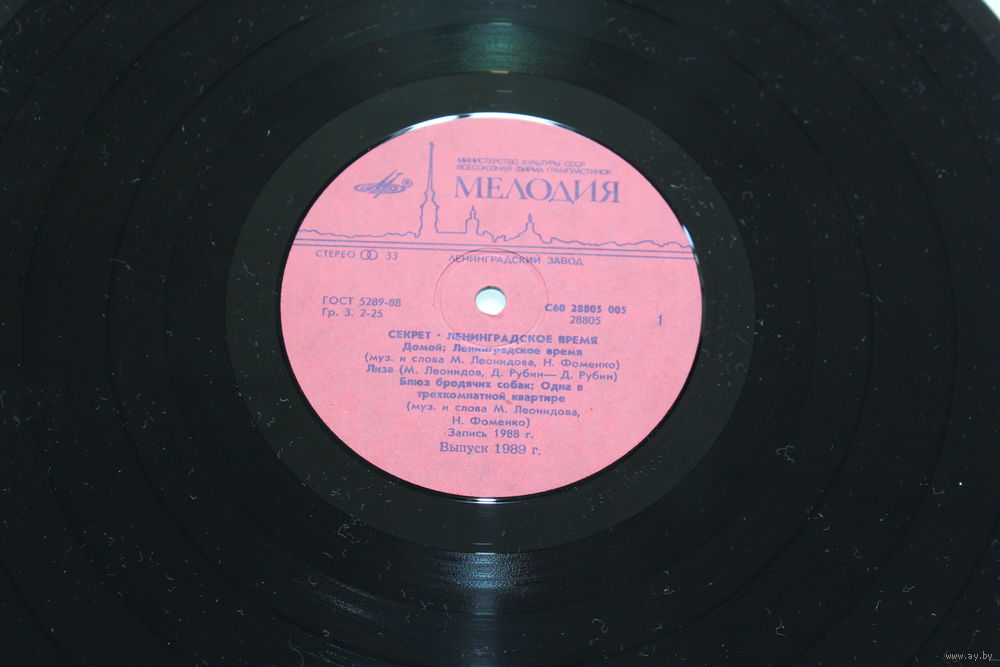 МИНИСТЕРСТВО КУЛЬТУРЫ СССР
ВСЕСОЮЗНАЯ ФИРМА ГРАМПЛАСТИНОК
МЕЛОДИЯ
®
СТЕРЕО 33
ЛЕНИНГРАДСКИЙ ЗАВОД
ГОСТ 5289-88
Гр. 3. 2-25
С60 28805 005
28805
1
СЕКРЕТ · ЛЕНИНГРАДСКОЕ ВРЕМЯ
Домой; Ленинградское время
(муз. и слова М. Леонидова, Н. Фоменко)
Лиза (М. Леонидов, Д. Рубин— Д. Рубин)
Блюз бродячих собак; Одна в
трехкомнатной квартире
(муз. и слова М. Леонидова,
Н. Фоменко)
Запись 1988 г.
Выпуск 1989 г.
www.ay.by